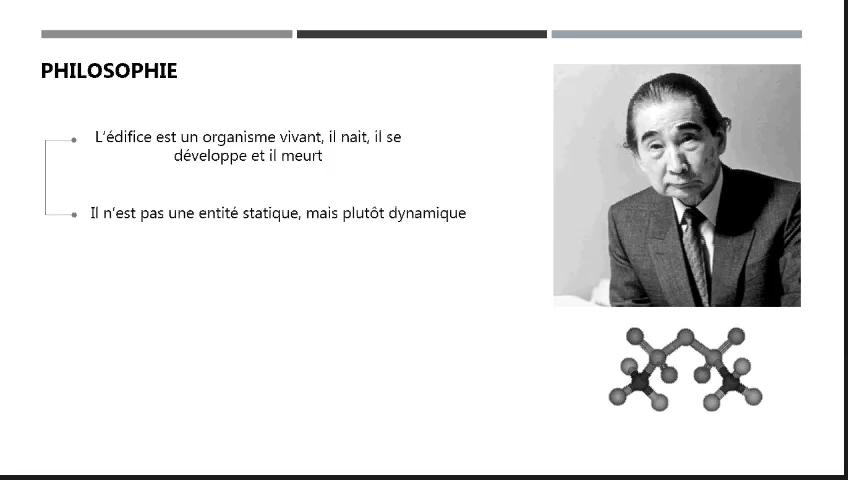 PHILOSOPHIE
L'édifice est un organisme vivant, il nait, il se
développe et il meurt
Il n'est pas une entité statique, mais plutôt dynamique